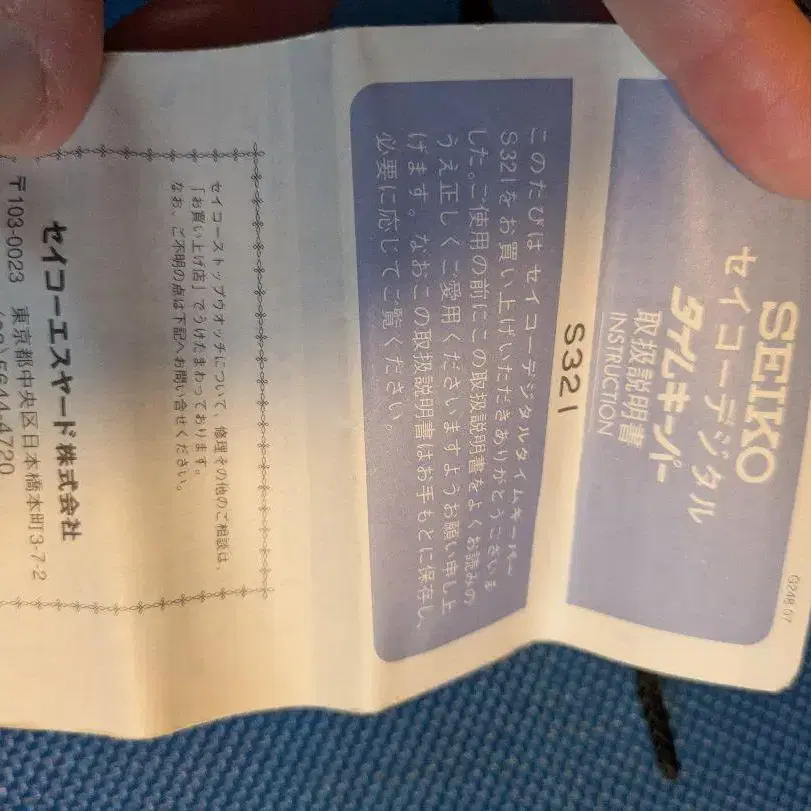 G248 07
SEIKO
セイコーデジタル
タイムキーパー
取扱説明書
INSTRUCTION
S321
このたびは セイコーデジタルタイムキーパー
S321をお買い上げいただきありがとうございま
した。ご使用の前にこの取扱説明書をよくお読みの
うえ正しくご愛用くださいますようお願い申し上
げます。なおこの取扱説明書はお手もとに保存し、
必要に応じてご覧ください。
セイコーストップウオッチについて、修理その他のご相談は、
「お買い上げ店」でうけたまわっております。
なお、ご不明の点は下記へお問い合せください。
セイコーエスヤード株式会社
〒103-0023 東京都中央区日本橋本町3-7-2
5644-4720